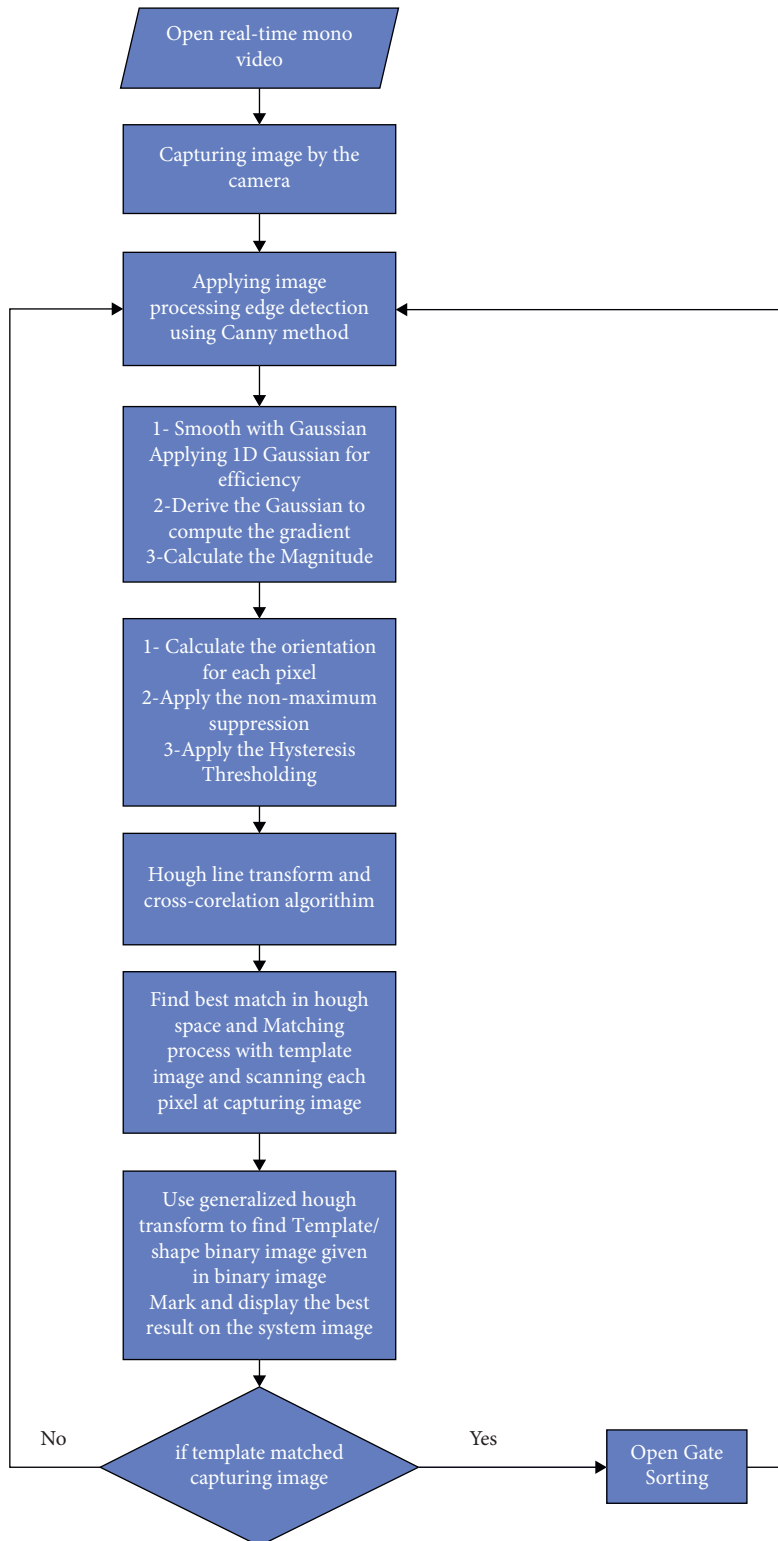 Open real-time mono
video
Capturing image by the
camera
Applying image
processing edge detection
using Canny method
1- Smooth with Gaussian
Applying 1D Gaussian for
efficiency
2-Derive the Gaussian to
compute the gradient
3-Calculate the Magnitude
1- Calculate the orientation
for each pixel
2-Apply the non-maximum
suppression
3-Apply the Hysteresis
Thresholding
Hough line transform and
cross-corelation algorithim
Find best match in hough
space and Matching
process with template
image and scanning each
pixel at capturing image
Use generalized hough
transform to find Template/
shape binary image given
in binary image
Mark and display the best
result on the system image
No
if template matched
capturing image
Yes
Open Gate
Sorting